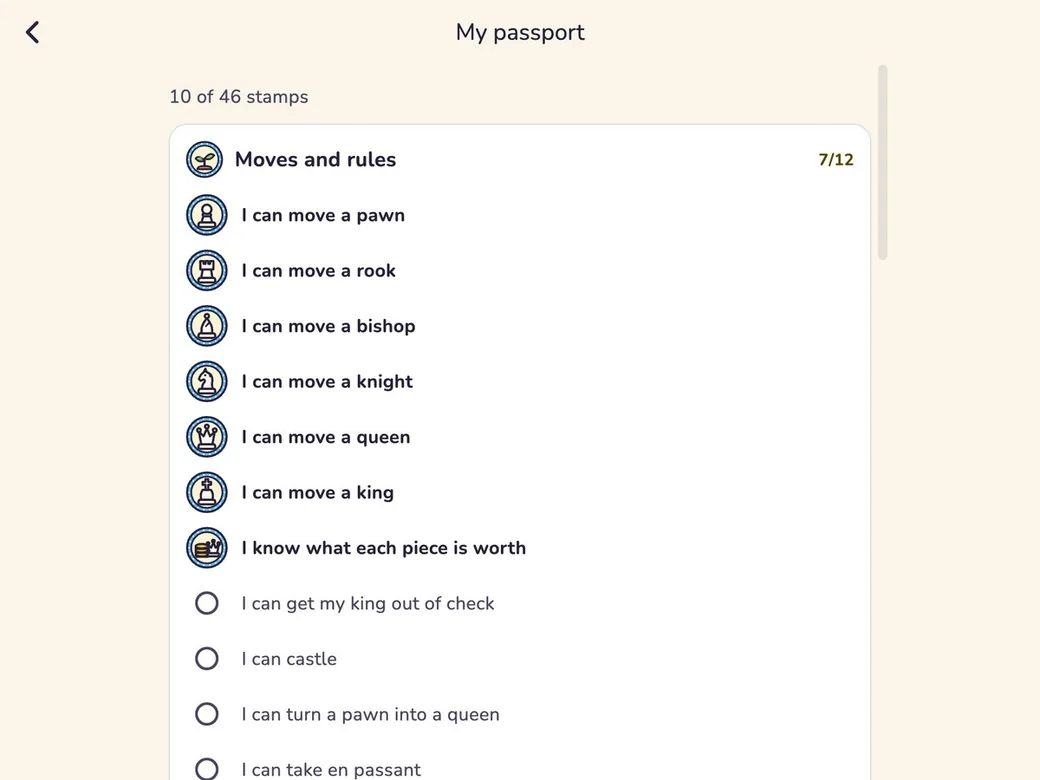 My passport
10 of 46 stamps
Moves and rules 7/12
I can move a pawn
I can move a rook
I can move a bishop
I can move a knight
I can move a queen
I can move a king
I know what each piece is worth
I can get my king out of check
I can castle
I can turn a pawn into a queen
I can take en passant